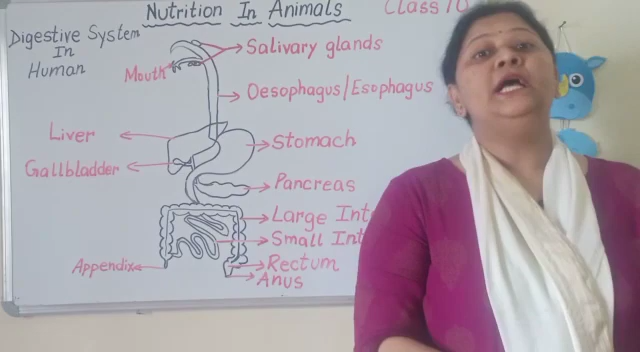 Nutrition In Animals
Class 10
Digestive System
In
Human
Mouth
Salivary glands
Oesophagus/Esophagus
Liver
Stomach
Gallbladder
Pancreas
Large Int
Small Int
Appendix
Rectum
Anus